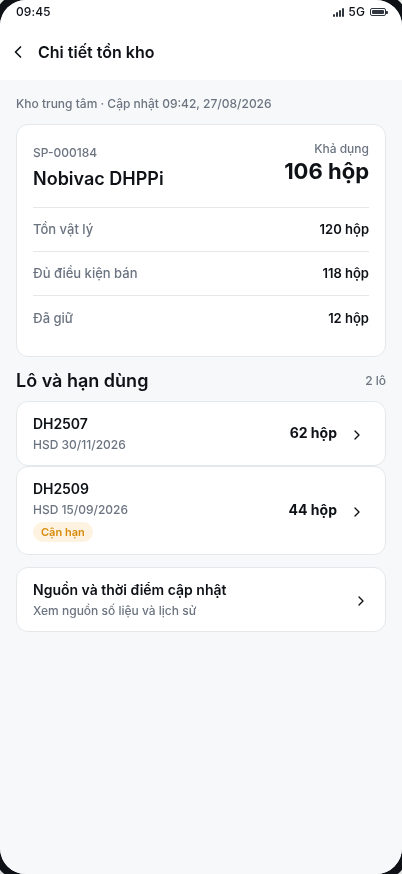 09:45 5G
Chi tiết tồn kho
Kho trung tâm · Cập nhật 09:42, 27/08/2026
SP-000184
Khả dụng
Nobivac DHPPi
106 hộp
Tồn vật lý 120 hộp
Đủ điều kiện bán 118 hộp
Đã giữ 12 hộp
Lô và hạn dùng 2 lô
DH2507
HSD 30/11/2026
62 hộp
DH2509
HSD 15/09/2026
44 hộp
Cận hạn
Nguồn và thời điểm cập nhật
Xem nguồn số liệu và lịch sử